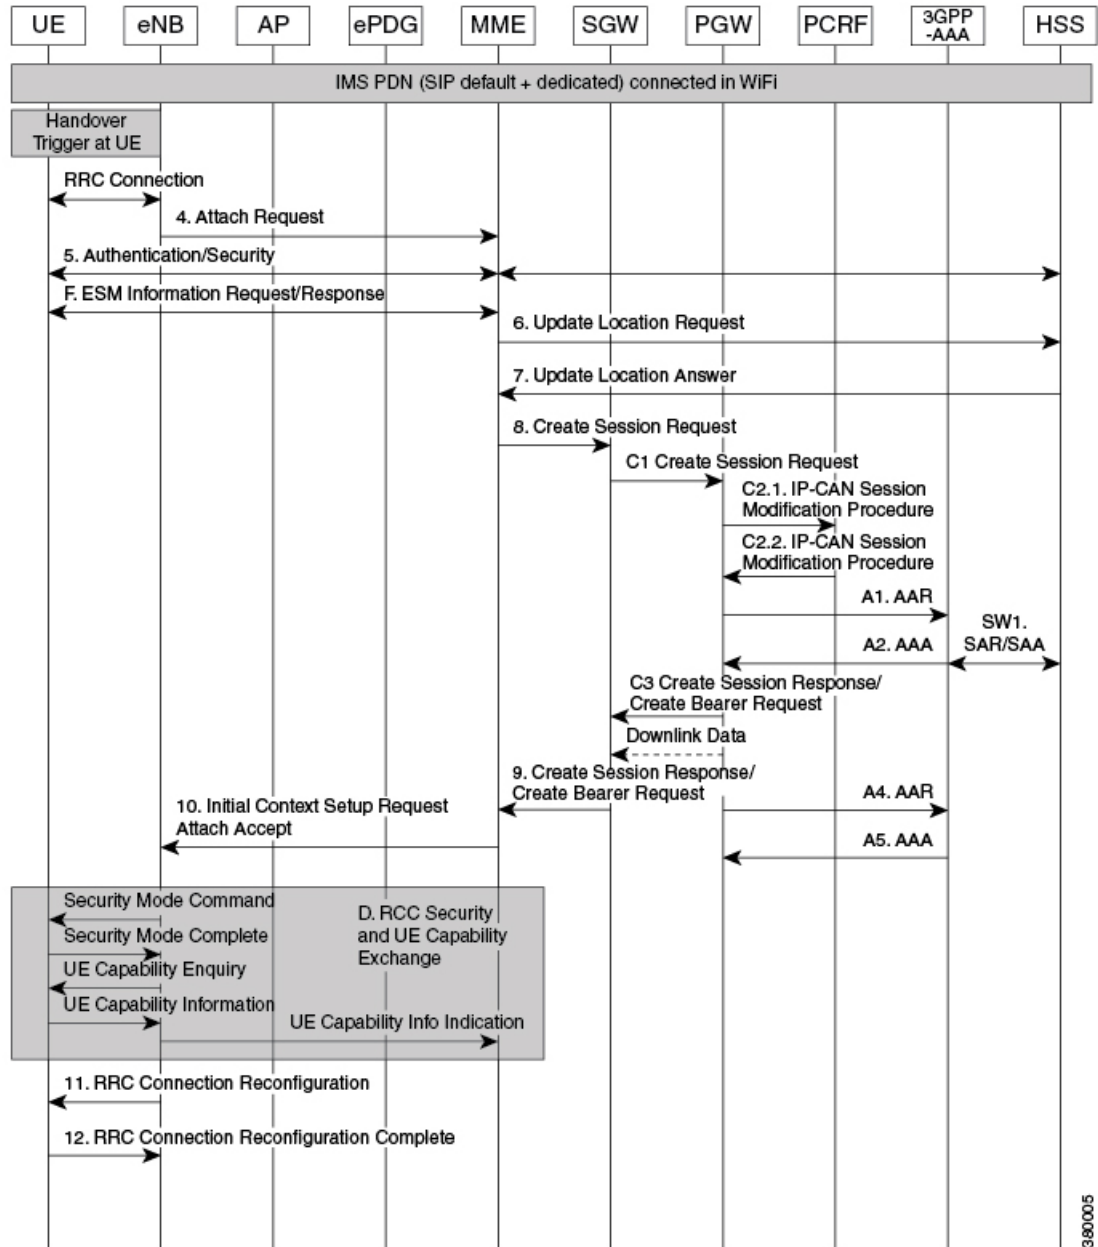 UE eNB AP ePDG MME SGW PGW PCRF 3GPP HSS
-AAA
IMS PDN (SIP default + dedicated) connected in WiFi
Handover
Trigger at UE
RRC Connection
4. Attach Request
5. Authentication/Security
F. ESM Information Request/Response
6. Update Location Request
7. Update Location Answer
8. Create Session Request
C1 Create Session Request
C2.1. IP-CAN Session
Modification Procedure
C2.2. IP-CAN Session
Modification Procedure
A1. AAR
SW1.
SAR/SAA
A2. AAA
C3 Create Session Response/
Create Bearer Request
Downlink Data
9. Create Session Response/
Create Bearer Request
A4. AAR
10. Initial Context Setup Request
Attach Accept
A5. AAA
Security Mode Command
D. RCC Security
and UE Capability
Exchange
Security Mode Complete
UE Capability Enquiry
UE Capability Information
UE Capability Info Indication
11. RRC Connection Reconfiguration
12. RRC Connection Reconfiguration Complete
380005